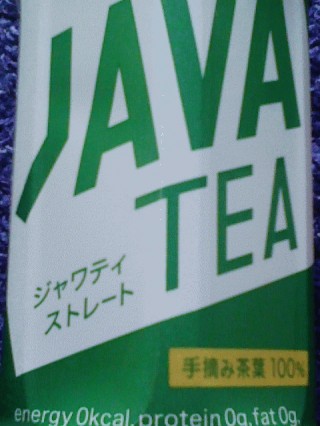 JAVA
TEA
ジャワティ
ストレート
手摘み茶葉100%
energy 0kcal, protein 0g, fat 0g,